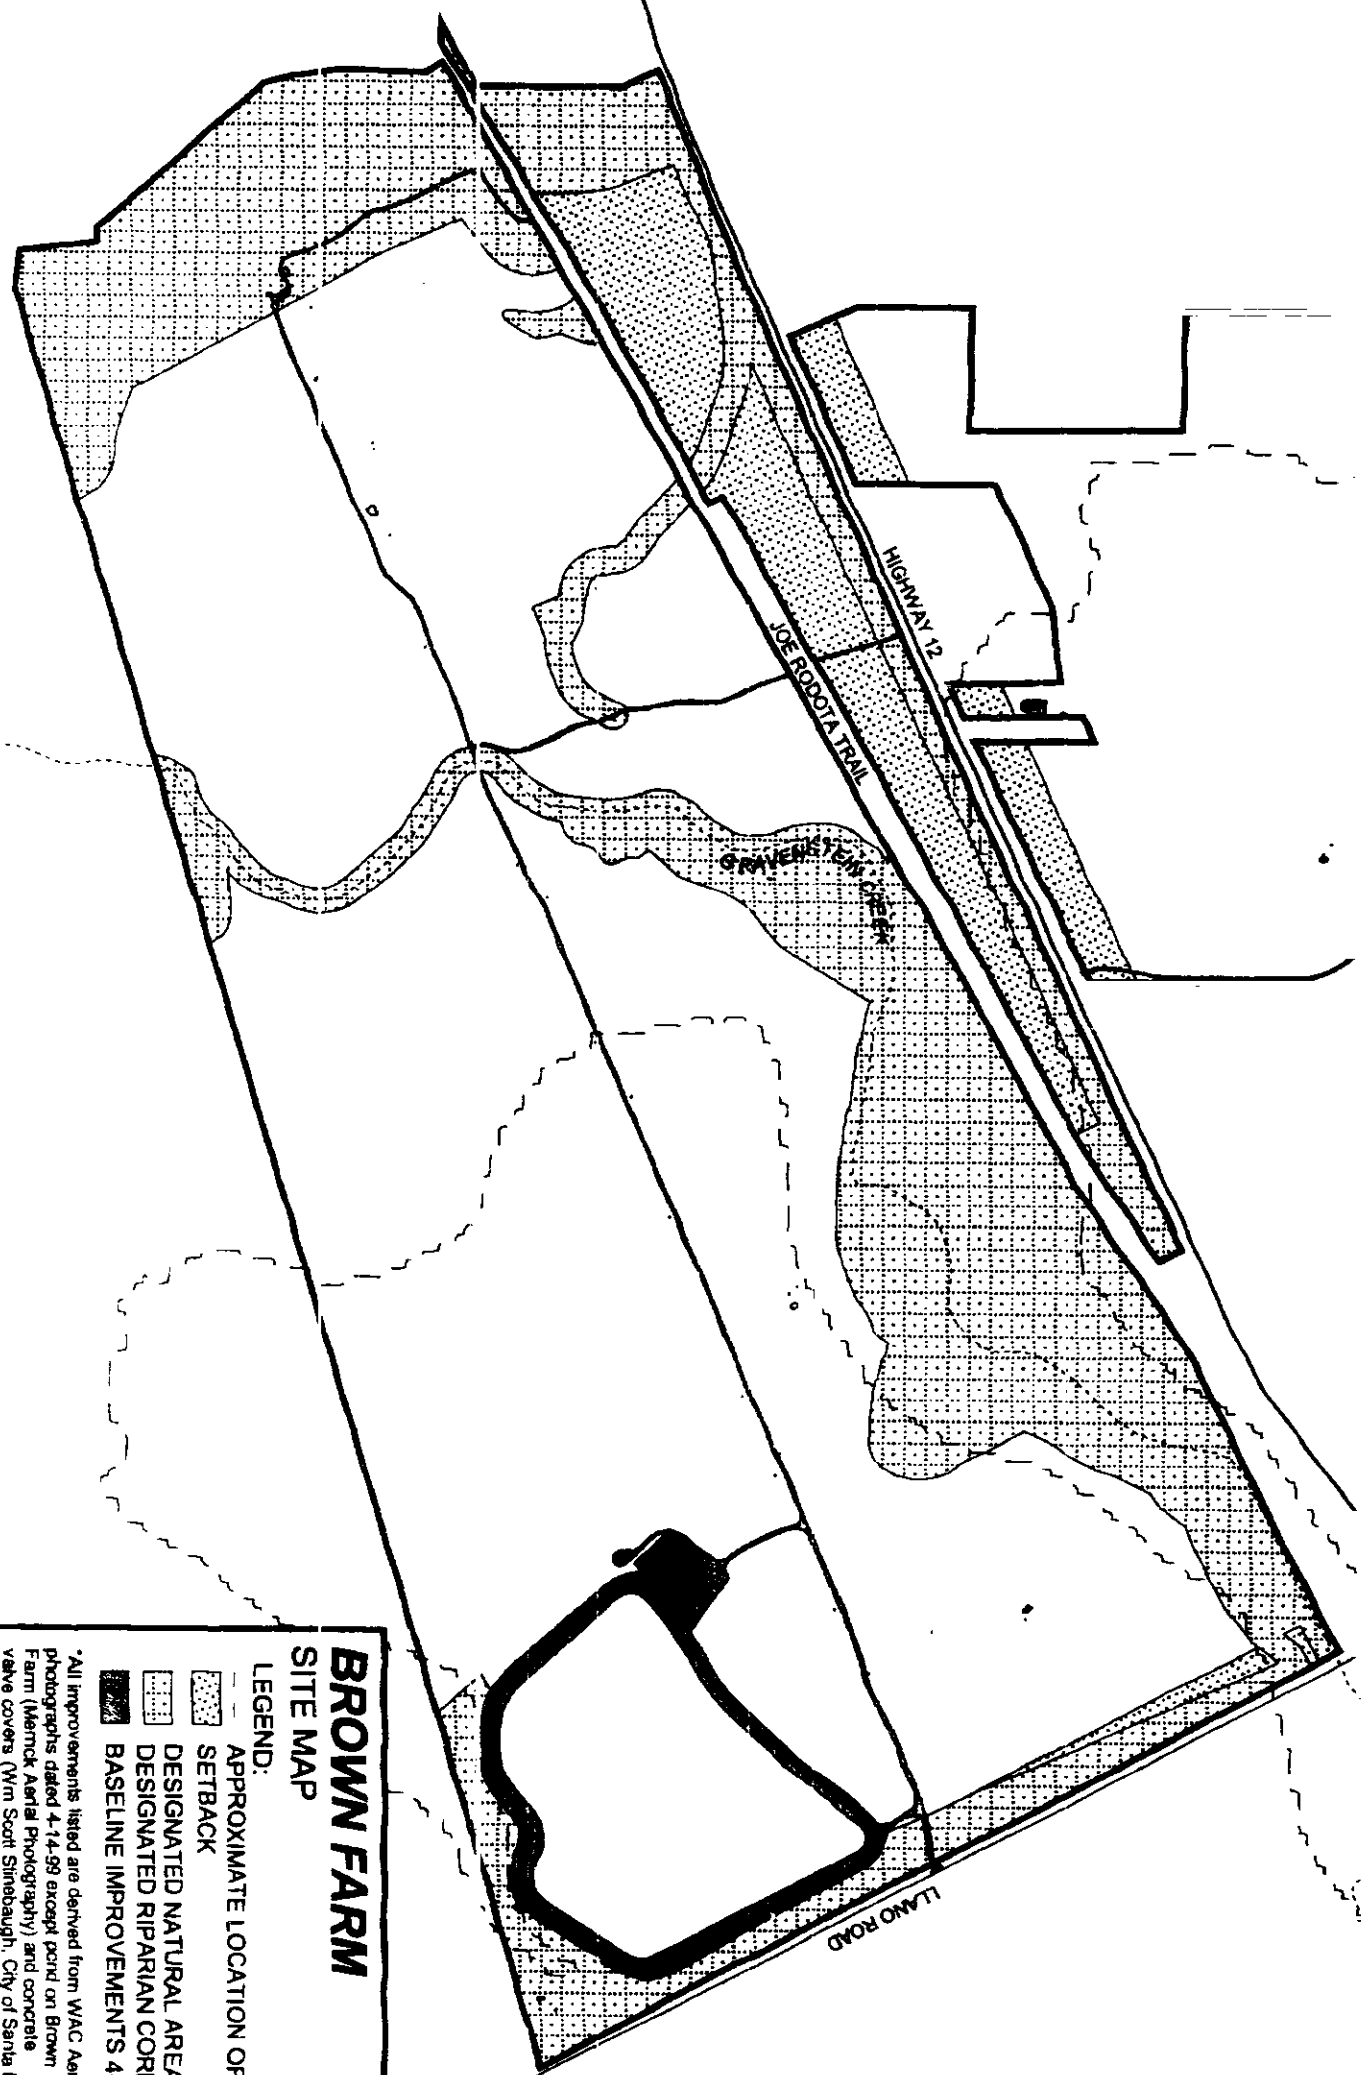 HIGHWAY 12
JOE RODOTA TRAIL
GRAVENSTEIN CREEK
LLANO ROAD
BROWN FARM
SITE MAP
LEGEND:
APPROXIMATE LOCATION OF
SETBACK
DESIGNATED NATURAL AREA
DESIGNATED RIPARIAN
BASELINE IMPROVEMENTS 4-
*All improvements listed are derived from WAC
photographs dated 4-14-99 except pond on Brown
Farm (Merrick Aerial Photography) and concrete
valve covers (Wm Scott Stinebaugh, City of Santa